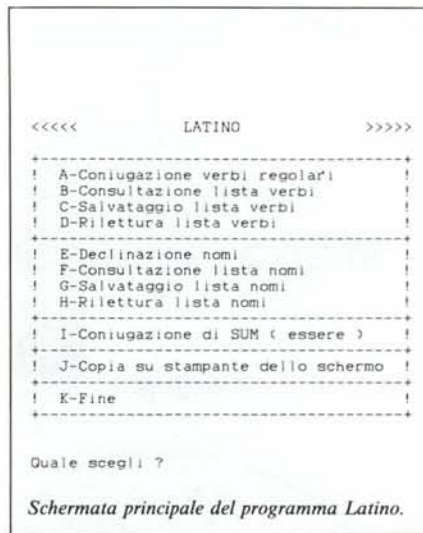 <<<<< LATINO >>>>>
+---------------------------------------+
! A-Coniugazione verbi regolari !
! B-Consultazione lista verbi !
! C-Salvataggio lista verbi !
! D-Rilettura lista verbi !
+---------------------------------------+
! E-Declinazione nomi !
! F-Consultazione lista nomi !
! G-Salvataggio lista nomi !
! H-Rilettura lista nomi !
+---------------------------------------+
! I-Coniugazione di SUM ( essere ) !
+---------------------------------------+
! J-Copia su stampante dello schermo !
+---------------------------------------+
! K-Fine !
+---------------------------------------+
Quale scegli ?
Schermata principale del programma Latino.